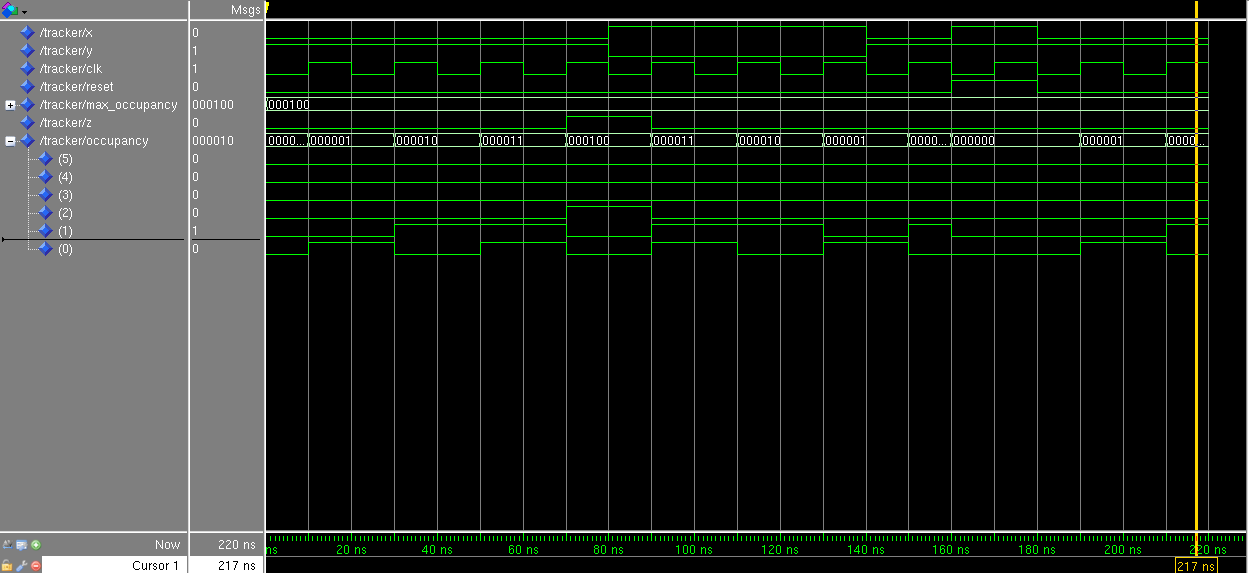 Msgs
/tracker/x 0
/tracker/y 1
/tracker/clk 1
/tracker/reset 0
/tracker/max_occupancy 000100 000100
/tracker/z 0
/tracker/occupancy 000010 0000... 000001 000010 000011 000100 000011 000010 000001 0000... 000000 000001 0000...
(5) 0
(4) 0
(3) 0
(2) 0
(1) 1
(0) 0
Now 220 ns ns 20 ns 40 ns 60 ns 80 ns 100 ns 120 ns 140 ns 160 ns 180 ns 200 ns 220 ns
Cursor 1 217 ns 217 ns